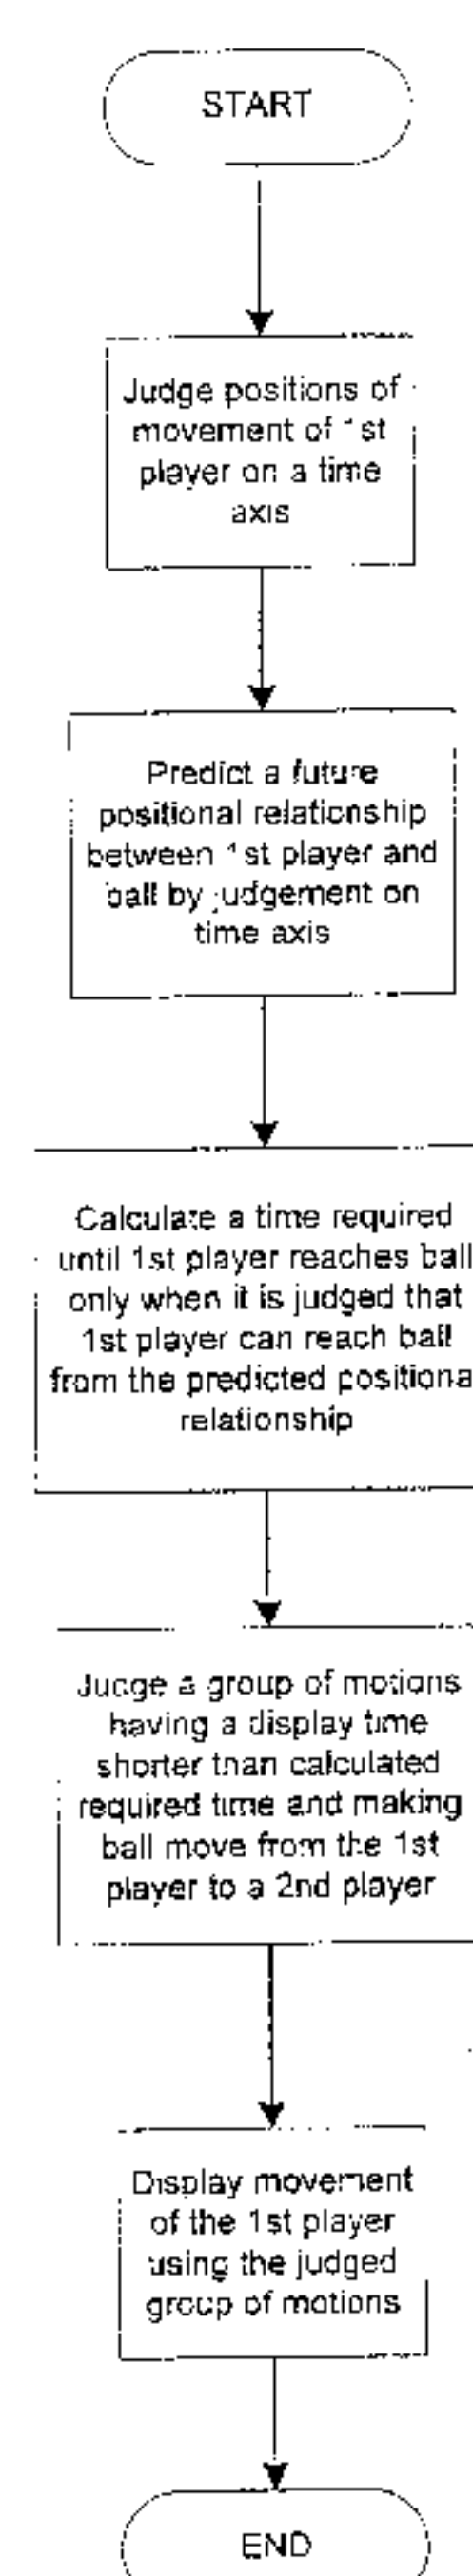 START
Judge positions of
movement of 1st
player on a time
axis
Predict a future
positional relationship
between 1st player and
ball by judgement on
time axis
Calculate a time required
until 1st player reaches ball
only when it is judged that
1st player can reach ball
from the predicted positiona
relationship
Judge a group of motions
having a display time
shorter than calculated
required time and making
ball move from the 1st
player to a 2nd player
Display movement
of the 1st player
using the judged
group of motions
END